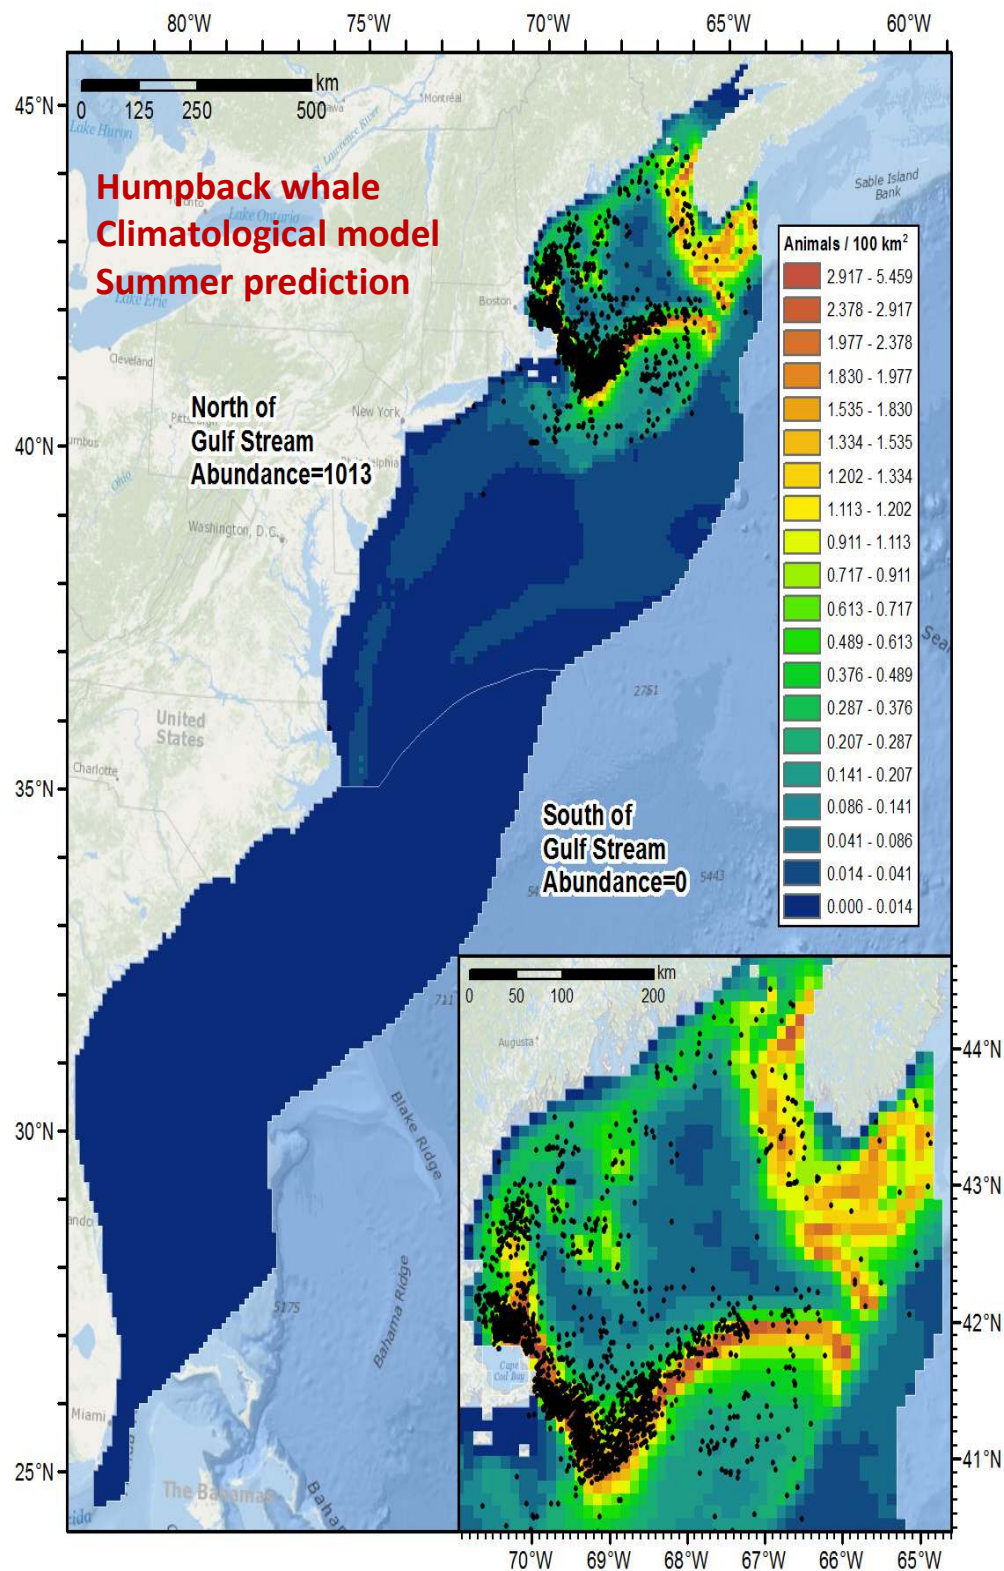 80°W 75°W 70°W 65°W 60°W
km
0 125 250 500
45°N
40°N
35°N
30°N
25°N
Montréal
Lake Huron
St. Lawrence River
Sable Island
Bank
Humpback whale
Climatological model
Summer prediction
Toronto
Lake Ontario
Lake Erie
Boston
Cleveland
New York
North of
Gulf Stream
Abundance=1013
Ohio
Washington, D.C.
United
States
Charlotte
2751
South of
Gulf Stream
Abundance=0
5443
711
Blake Ridge
Bahama Ridge
5175
Miami
The Bahamas
Animals / 100 km²
2.917 - 5.459
2.378 - 2.917
1.977 - 2.378
1.830 - 1.977
1.535 - 1.830
1.334 - 1.535
1.202 - 1.334
1.113 - 1.202
0.911 - 1.113
0.717 - 0.911
0.613 - 0.717
0.489 - 0.613
0.376 - 0.489
0.287 - 0.376
0.207 - 0.287
0.141 - 0.207
0.086 - 0.141
0.041 - 0.086
0.014 - 0.041
0.000 - 0.014
km
0 50 100 200
Augusta
Cape
Cod Bay
44°N
43°N
42°N
41°N
70°W 69°W 68°W 67°W 66°W 65°W